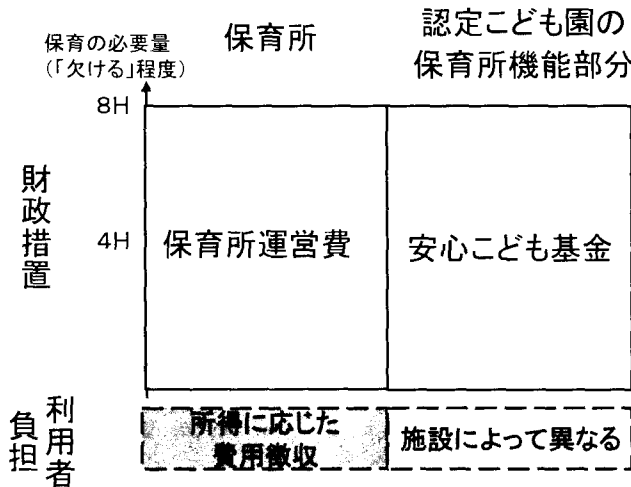 保育の必要量
(「欠ける」程度)
保育所
認定こども園の
保育所機能部分
8H
財政措置
4H
保育所運営費
安心こども基金
利用者
負担
所得に応じた
費用徴収
施設によって異なる